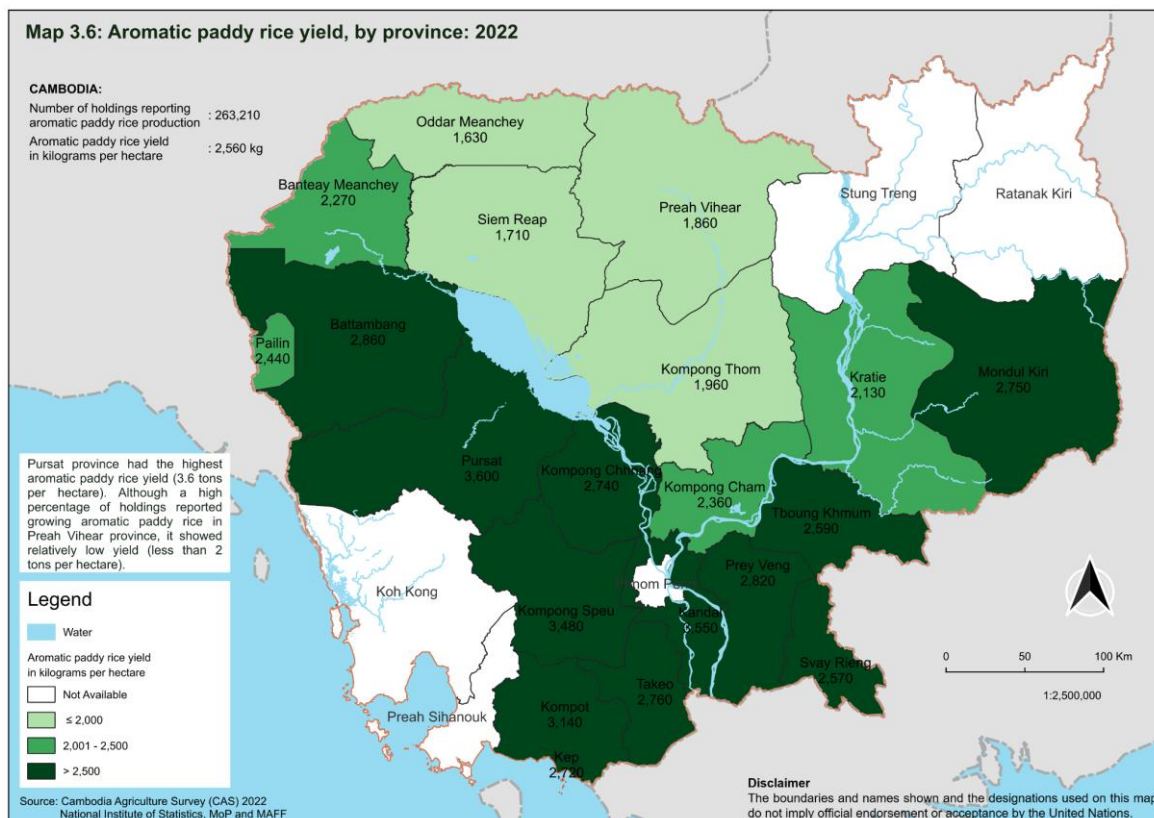 Map 3.6: Aromatic paddy rice yield, by province: 2022
CAMBODIA:
Number of holdings reporting
aromatic paddy rice production : 263,210
Aromatic paddy rice yield
in kilograms per hectare : 2,560 kg
Oddar Meanchey
1,630
Banteay Meanchey
2,270
Siem Reap
1,710
Preah Vihear
1,860
Stung Treng
Ratanak Kiri
Battambang
2,860
Pailin
2,440
Kompong Thom
1,960
Kratie
2,130
Mondul Kiri
2,750
Pursat
3,600
Kompong Chhnang
2,740
Kompong Cham
2,360
Tboung Khmum
2,590
Koh Kong
Phnom Penh
Prey Veng
2,820
Kompong Speu
3,480
Kandal
3,550
Svay Rieng
2,570
Takeo
2,760
Preah Sihanouk
Kompot
3,140
Kep
2,720
Pursat province had the highest
aromatic paddy rice yield (3.6 tons
per hectare). Although a high
percentage of holdings reported
growing aromatic paddy rice in
Preah Vihear province, it showed
relatively low yield (less than 2
tons per hectare).
Legend
Water
Aromatic paddy rice yield
in kilograms per hectare
Not Available
≤ 2,000
2,001 - 2,500
> 2,500
0 50 100 Km
1:2,500,000
Source: Cambodia Agriculture Survey (CAS) 2022
National Institute of Statistics, MoP and MAFF
Disclaimer
The boundaries and names shown and the designations used on this map
do not imply official endorsement or acceptance by the United Nations.